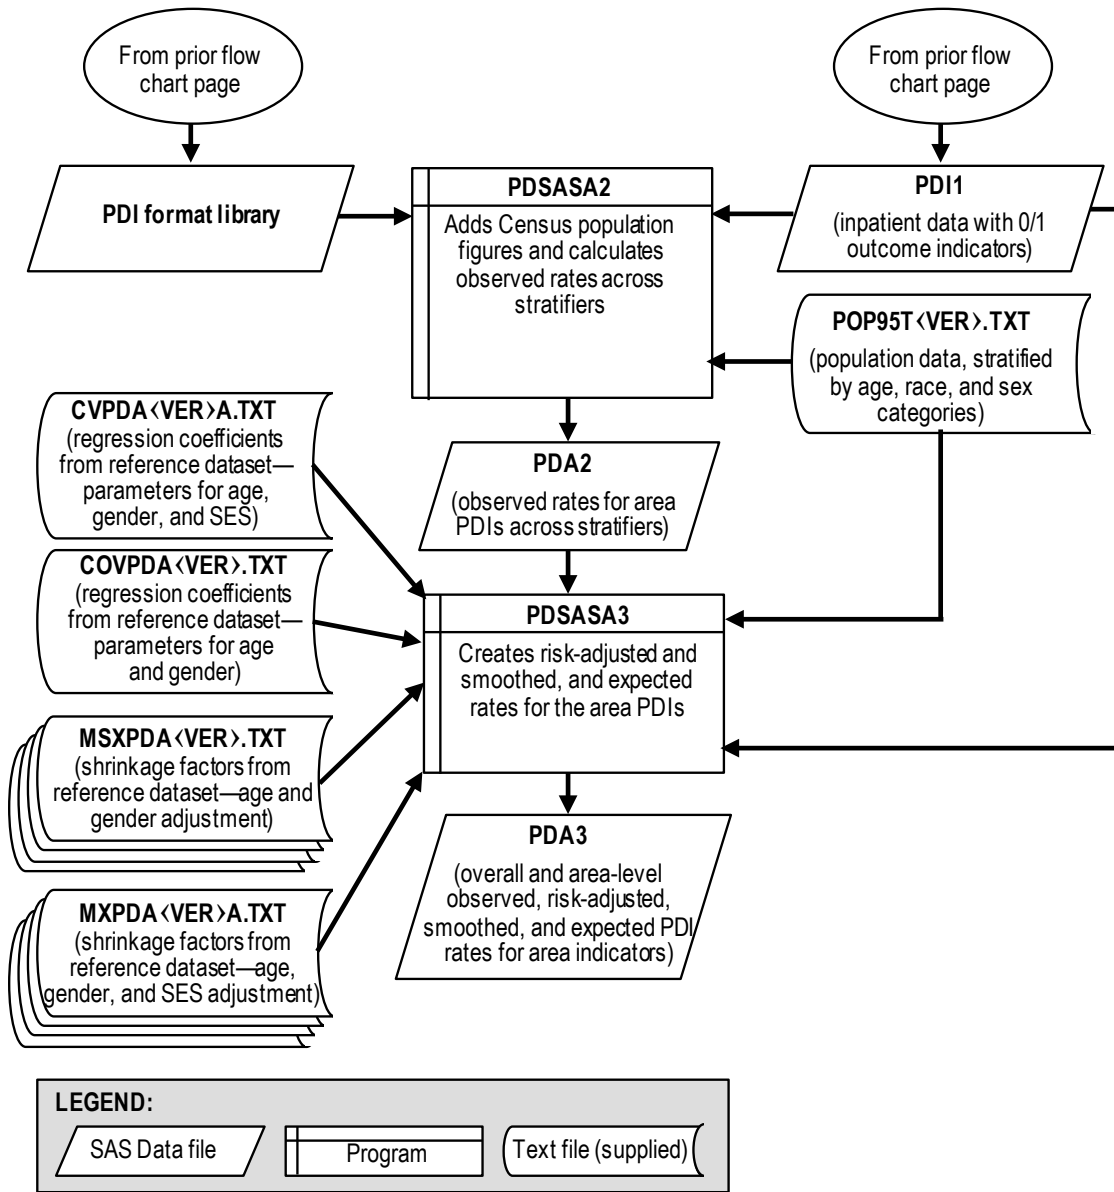 From prior flow
chart page
From prior flow
chart page
PDI format library
PDSASA2
Adds Census population
figures and calculates
observed rates across
stratifiers
PDI1
(inpatient data with 0/1
outcome indicators)
POP95T‹VER›.TXT
(population data, stratified
by age, race, and sex
categories)
CVPDA‹VER›A.TXT
(regression coefficients
from reference dataset—
parameters for age,
gender, and SES)
PDA2
(observed rates for area
PDIs across stratifiers)
COVPDA‹VER›.TXT
(regression coefficients
from reference dataset—
parameters for age
and gender)
PDSASA3
Creates risk-adjusted and
smoothed, and expected
rates for the area PDIs
MSXPDA‹VER›.TXT
(shrinkage factors from
reference dataset—age and
gender adjustment)
PDA3
(overall and area-level
observed, risk-adjusted,
smoothed, and expected PDI
rates for area indicators)
MXPDA‹VER›A.TXT
(shrinkage factors from
reference dataset—age,
gender, and SES adjustment)
LEGEND:
SAS Data file
Program
Text file (supplied)